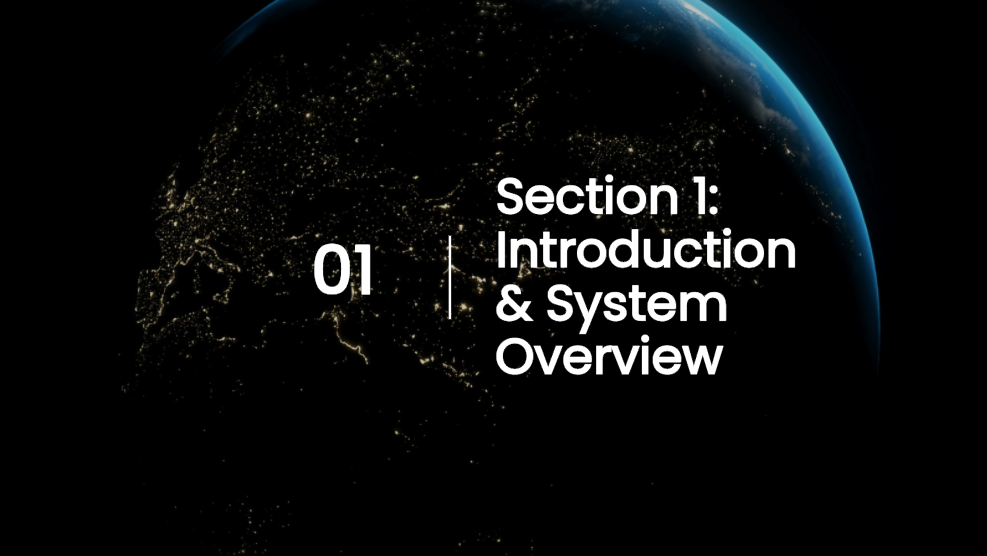 01
Section 1:
Introduction
& System
Overview